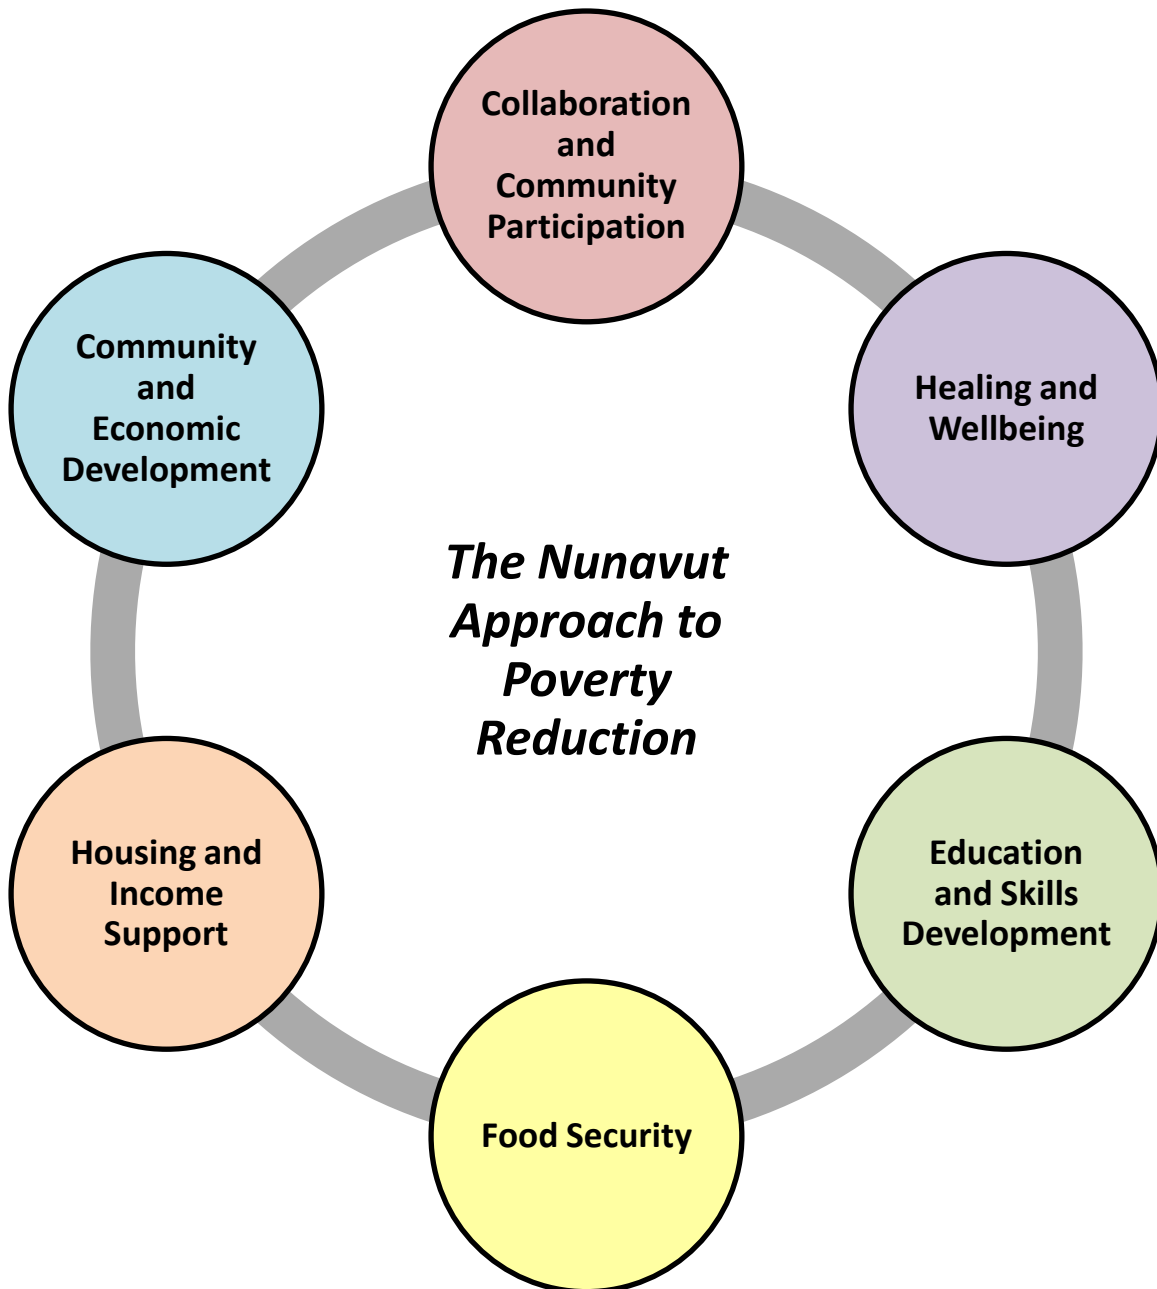 Collaboration
and
Community
Participation
Healing and
Wellbeing
Education
and Skills
Development
Food Security
Housing and
Income
Support
Community
and
Economic
Development
The Nunavut
Approach to
Poverty
Reduction